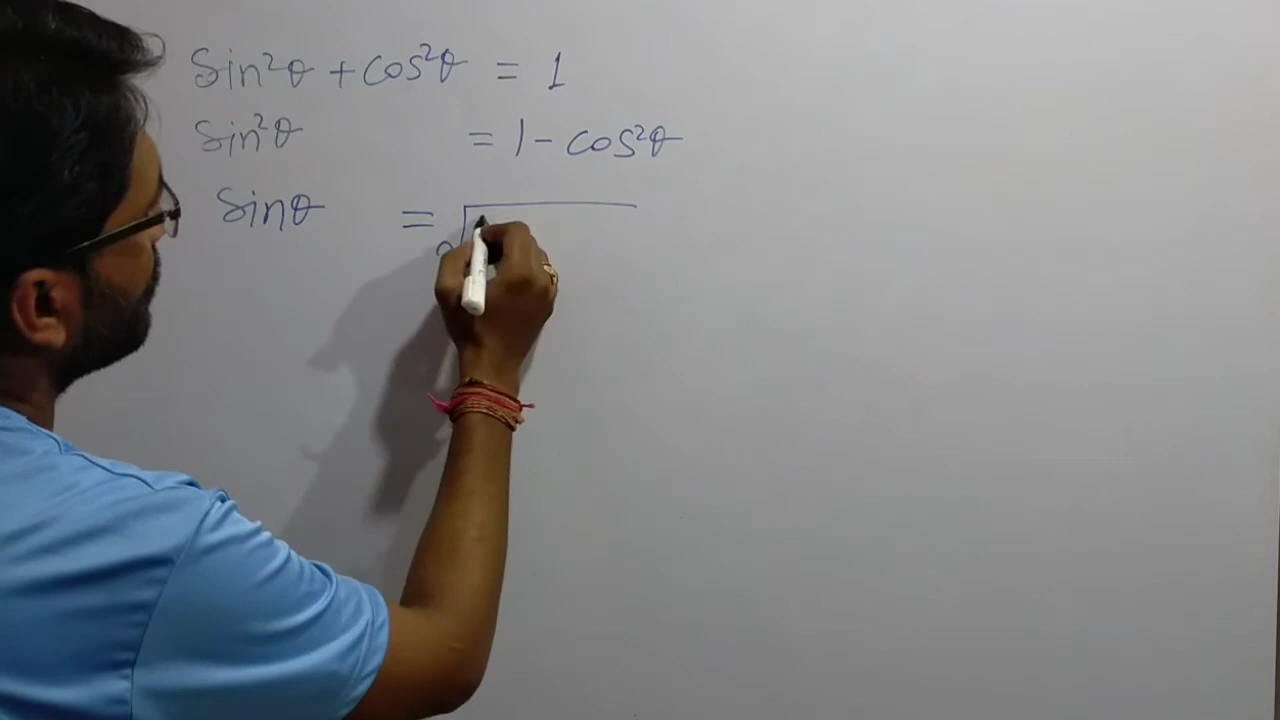 Sin²θ + cos²θ = 1
Sin²θ = 1 - cos²θ
Sinθ = √